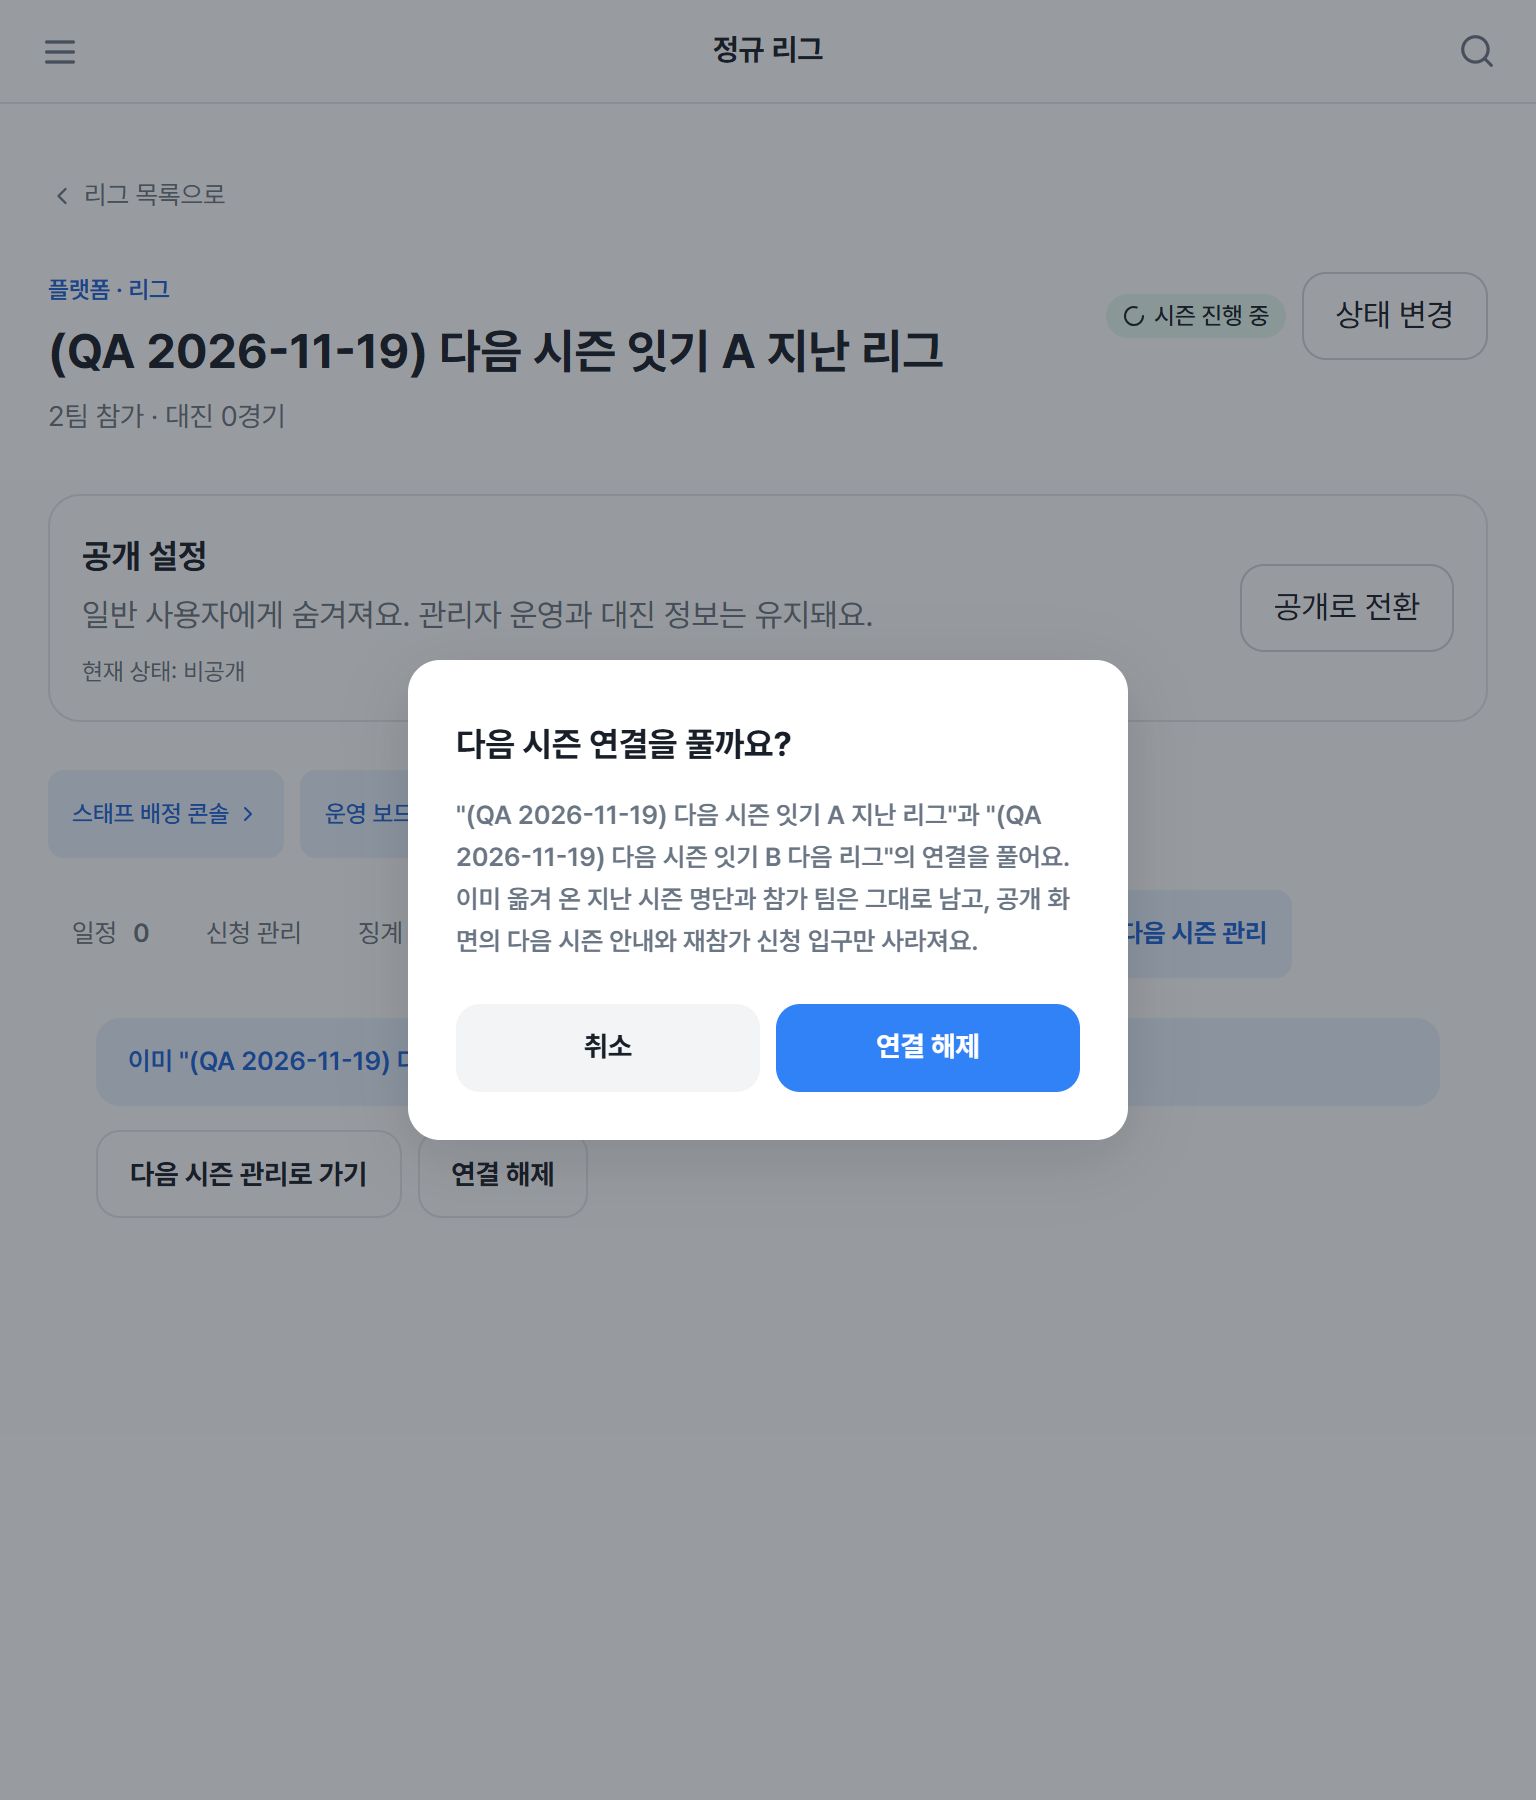 정규 리그
리그 목록으로
플랫폼 · 리그
(QA 2026-11-19) 다음 시즌 잇기 A 지난 리그
시즌 진행 중
상태 변경
2팀 참가 · 대진 0경기
공개 설정
일반 사용자에게 숨겨져요. 관리자 운영과 대진 정보는 유지돼요.
현재 상태: 비공개
공개로 전환
스태프 배정 콘솔
운영 보드
일정 0
신청 관리
징계
다음 시즌 관리
이미 "(QA 2026-11-19)
다음 시즌 관리로 가기
연결 해제
다음 시즌 연결을 풀까요?
"(QA 2026-11-19) 다음 시즌 잇기 A 지난 리그"과 "(QA
2026-11-19) 다음 시즌 잇기 B 다음 리그"의 연결을 풀어요.
이미 옮겨 온 지난 시즌 명단과 참가 팀은 그대로 남고, 공개 화
면의 다음 시즌 안내와 재참가 신청 입구만 사라져요.
취소
연결 해제